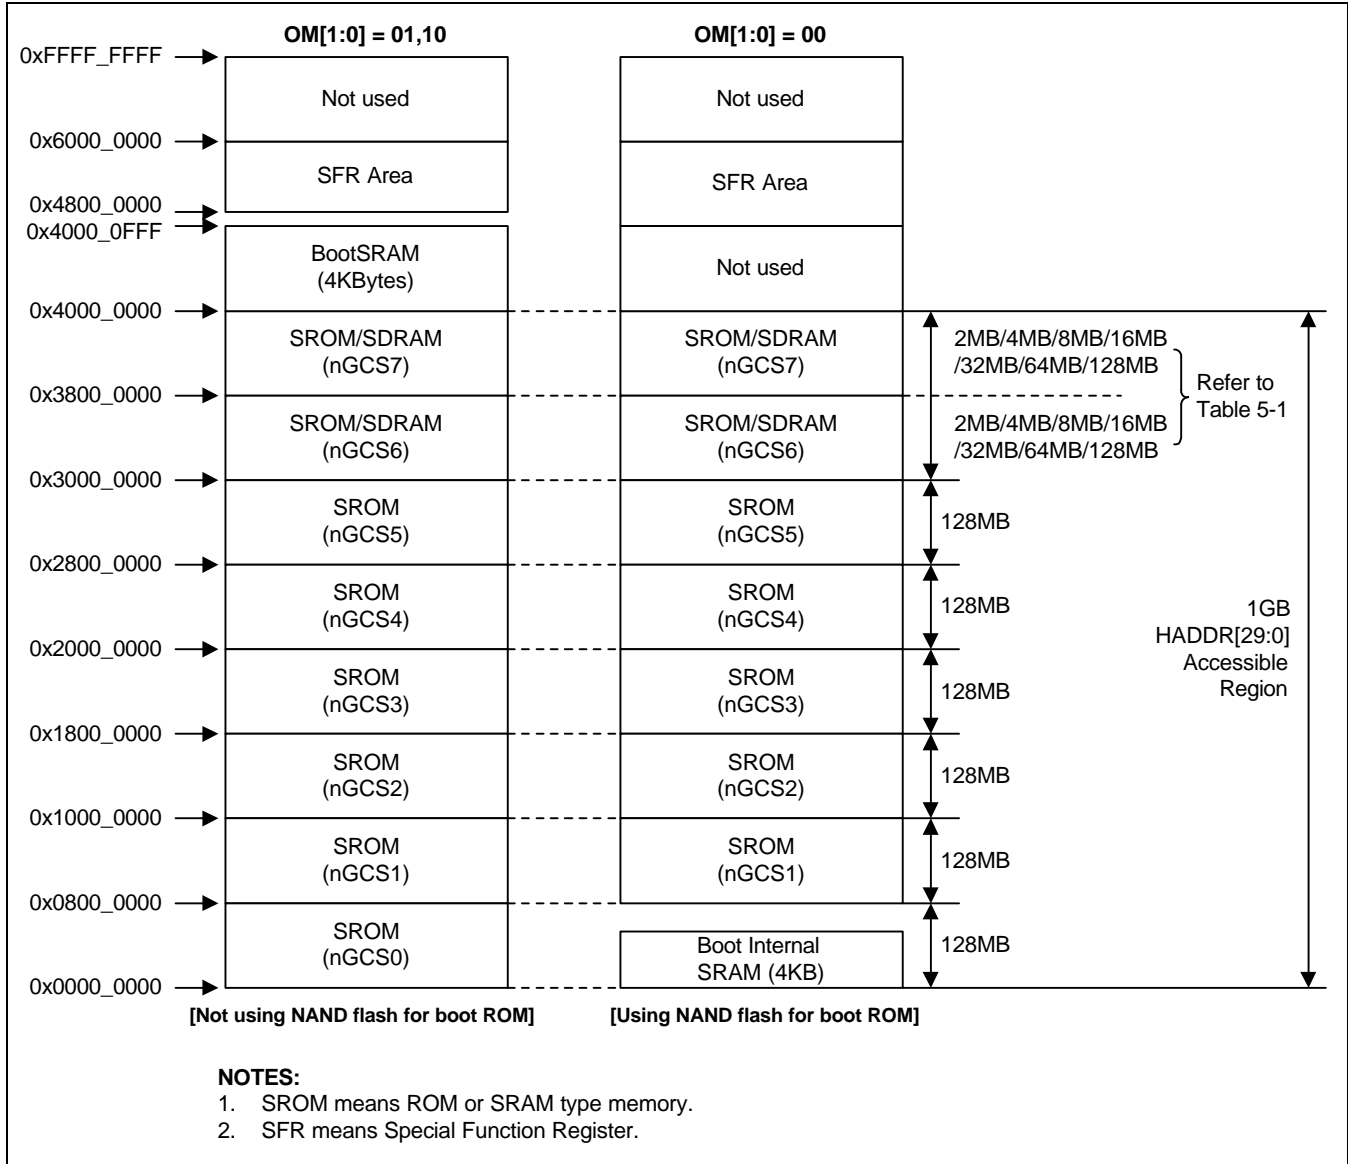 OM[1:0] = 01,10
OM[1:0] = 00
0xFFFF_FFFF
Not used
Not used
0x6000_0000
SFR Area
SFR Area
0x4800_0000
0x4000_0FFF
BootSRAM
(4KBytes)
Not used
0x4000_0000
SROM/SDRAM
(nGCS7)
SROM/SDRAM
(nGCS7)
2MB/4MB/8MB/16MB
/32MB/64MB/128MB
Refer to
Table 5-1
0x3800_0000
SROM/SDRAM
(nGCS6)
SROM/SDRAM
(nGCS6)
2MB/4MB/8MB/16MB
/32MB/64MB/128MB
0x3000_0000
SROM
(nGCS5)
SROM
(nGCS5)
128MB
0x2800_0000
SROM
(nGCS4)
SROM
(nGCS4)
128MB
1GB
HADDR[29:0]
Accessible
Region
0x2000_0000
SROM
(nGCS3)
SROM
(nGCS3)
128MB
0x1800_0000
SROM
(nGCS2)
SROM
(nGCS2)
128MB
0x1000_0000
SROM
(nGCS1)
SROM
(nGCS1)
128MB
0x0800_0000
SROM
(nGCS0)
Boot Internal
SRAM (4KB)
128MB
0x0000_0000
[Not using NAND flash for boot ROM]
[Using NAND flash for boot ROM]
NOTES:
1. SROM means ROM or SRAM type memory.
2. SFR means Special Function Register.